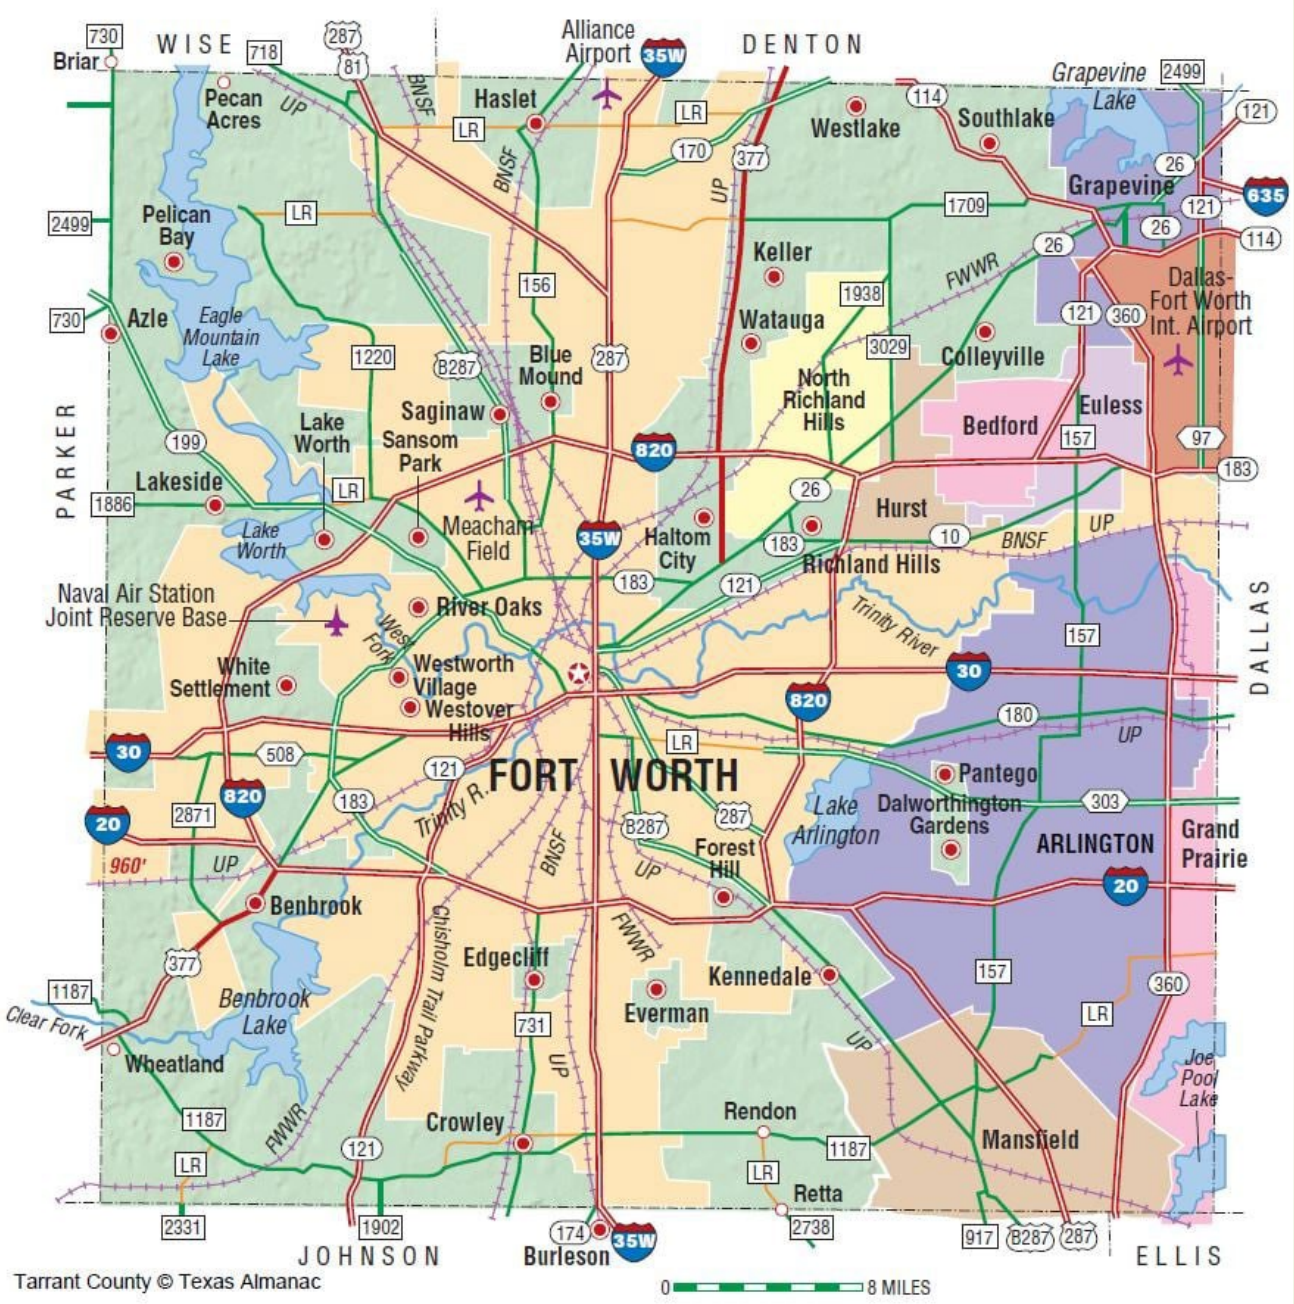 730
WISE
718
287
81
Alliance
Airport
35W
DENTON
Grapevine
Lake
2499
Briar
Pecan
Acres
UP
BNSF
Haslet
LR
LR
170
377
Westlake
114
Southlake
121
26
635
2499
Pelican
Bay
LR
BNSF
UP
1709
Grapevine
121
26
26
114
Keller
FWWR
156
730
Azle
Eagle
Mountain
Lake
1220
B287
Blue
Mound
287
Watauga
1938
3029
Colleyville
121
360
Dallas-
Fort Worth
Int. Airport
PARKER
199
Lake
Worth
Saginaw
Sansom
Park
820
North
Richland
Hills
Bedford
Euless
157
97
183
Lakeside
1886
LR
Lake
Worth
Meacham
Field
35W
Haltom
City
26
183
Hurst
10
BNSF
UP
Richland Hills
183
121
Naval Air Station
Joint Reserve Base
River Oaks
West
Fork
Trinity River
157
DALLAS
White
Settlement
Westworth
Village
Westover
Hills
30
820
180
UP
30
508
121
LR
FORT WORTH
Pantego
820
2871
183
Trinity R.
B287
287
Lake
Arlington
Dalworthington
Gardens
303
20
960'
UP
BNSF
UP
Forest
Hill
ARLINGTON
Grand
Prairie
20
Benbrook
377
Chisholm Trail Parkway
FWWR
Edgecliff
Kennedale
157
360
1187
Clear Fork
Benbrook
Lake
731
Everman
LR
UP
UP
Wheatland
Joe
Pool
Lake
1187
FWWR
Crowley
Rendon
1187
Mansfield
121
LR
LR
Retta
2331
1902
174
35W
2738
917
B287
287
JOHNSON
Burleson
ELLIS
Tarrant County © Texas Almanac
0
8 MILES